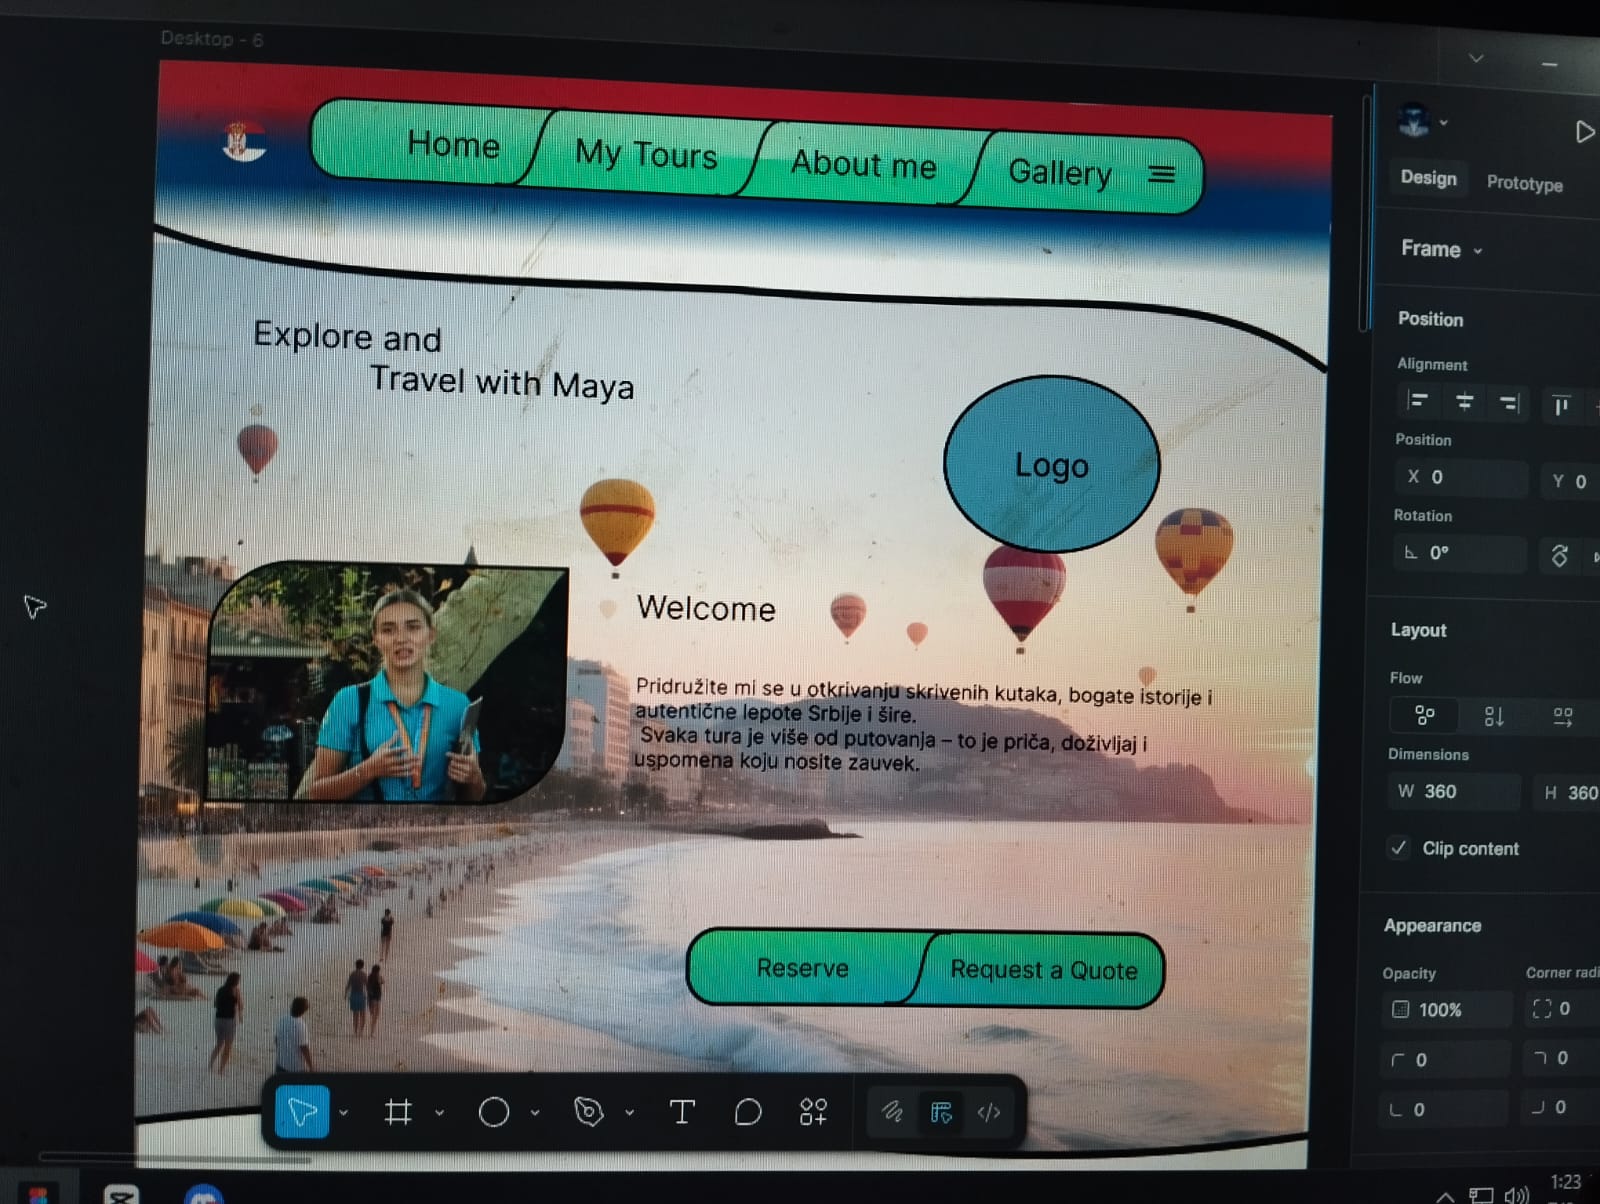 Desktop - 6
Home
My Tours
About me
Gallery
Explore and
Travel with Maya
Logo
Welcome
Pridružite mi se u otkrivanju skrivenih kutaka, bogate istorije i
autentične lepote Srbije i šire.
Svaka tura je više od putovanja – to je priča, doživljaj i
uspomena koju nosite zauvek.
Reserve
Request a Quote
Design
Prototype
Frame
Position
Alignment
Position
X 0
Y 0
Rotation
0°
Layout
Flow
Dimensions
W 360
H 360
Clip content
Appearance
Opacity
Corner radi
100%
0
0
0
0
0
1:23